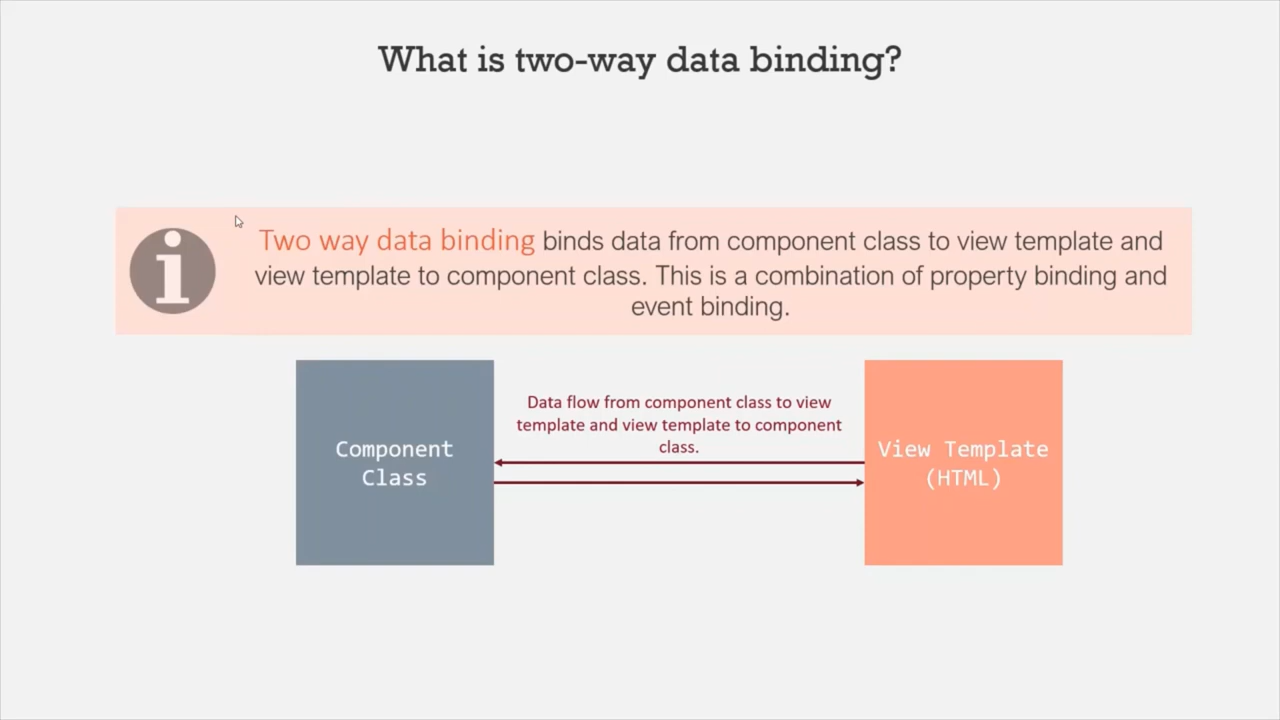 What is two-way data binding?
Two way data binding binds data from component class to view template and
view template to component class. This is a combination of property binding and
event binding.
Data flow from component class to view
template and view template to component
class.
Component
Class
View Template
(HTML)